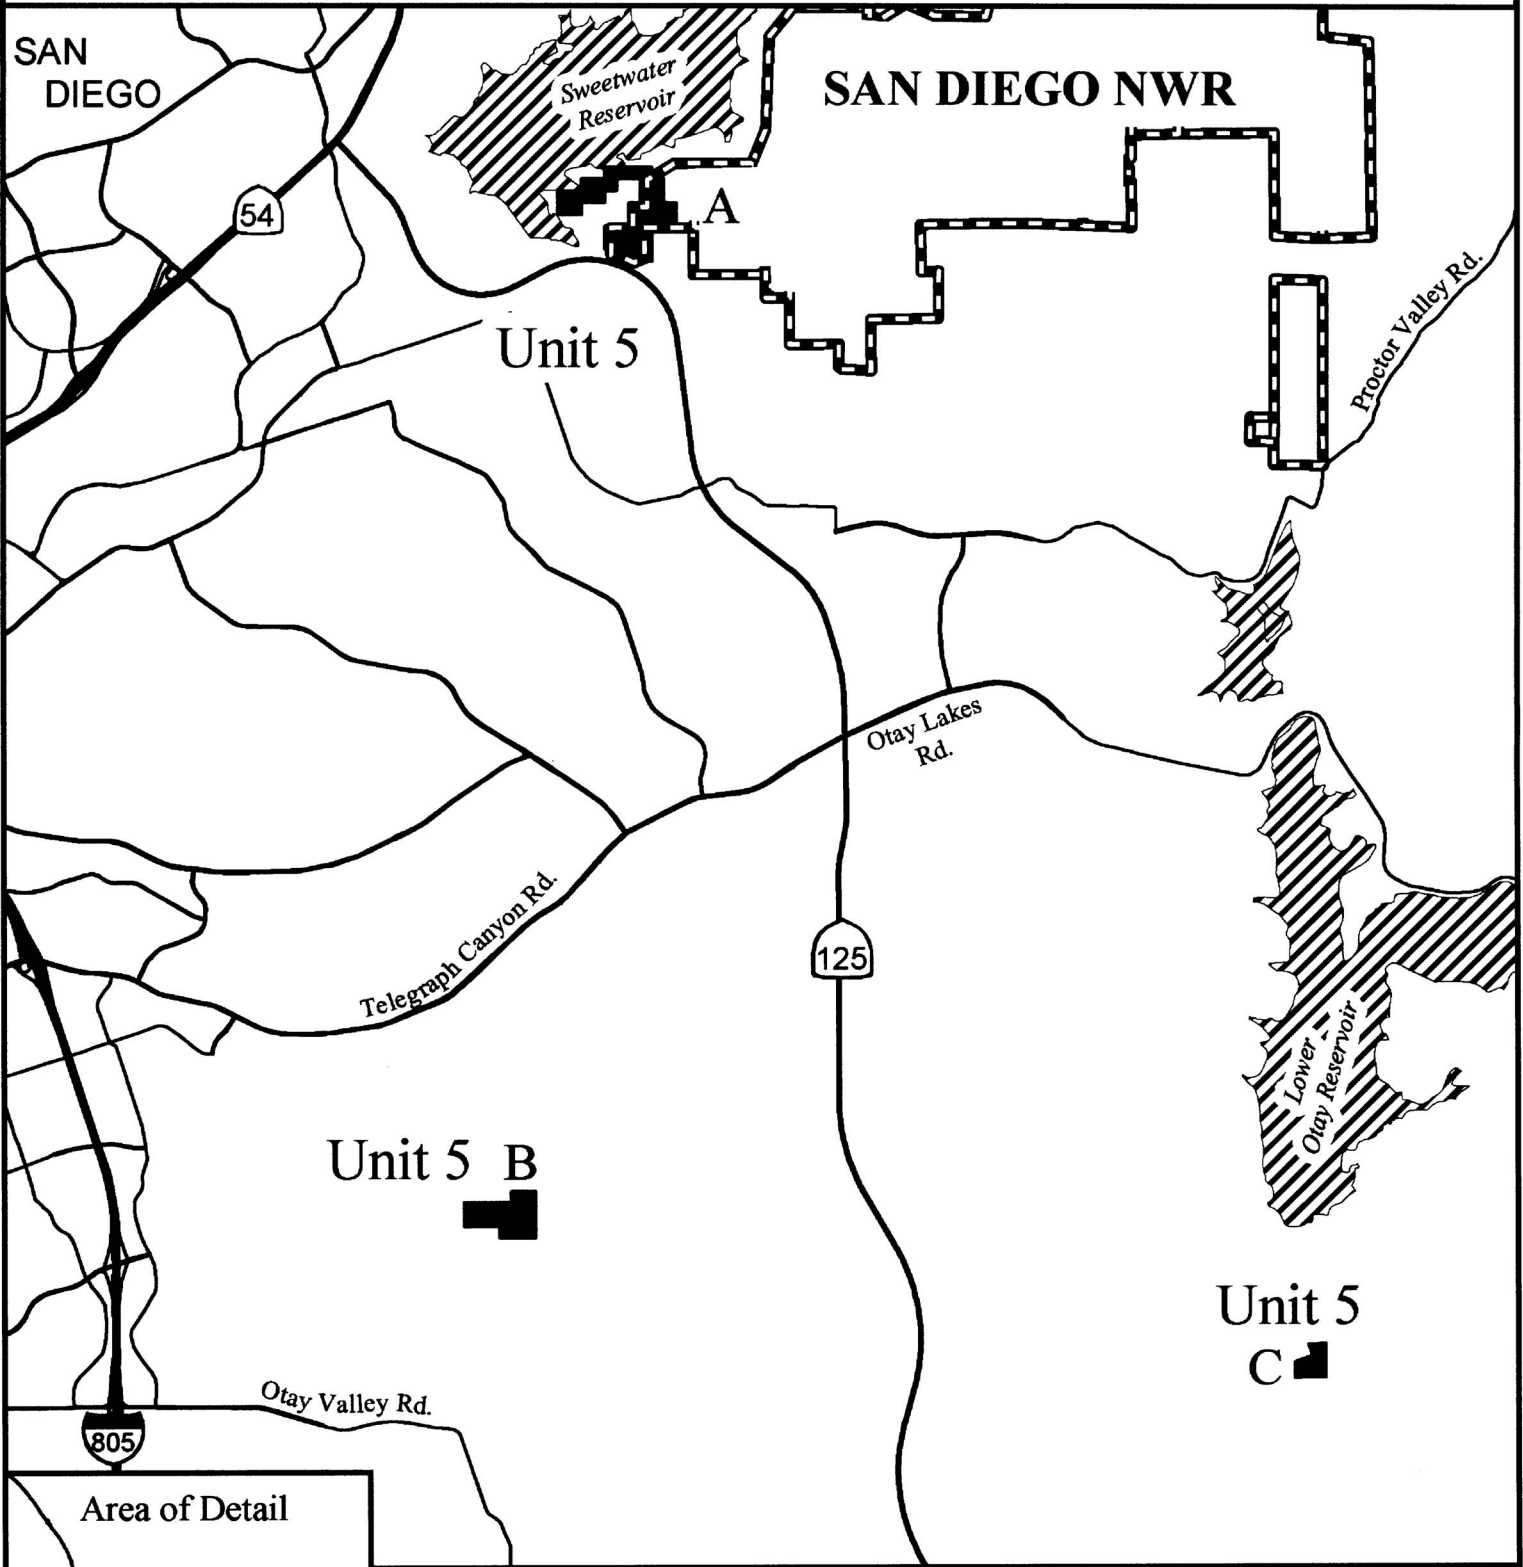 SAN
DIEGO
Sweetwater
Reservoir
SAN DIEGO NWR
A
54
Proctor Valley Rd.
Unit 5
Otay Lakes
Rd.
Telegraph Canyon Rd.
125
Lower
Otay Reservoir
Unit 5 B
Unit 5
C
Otay Valley Rd.
805
Area of Detail